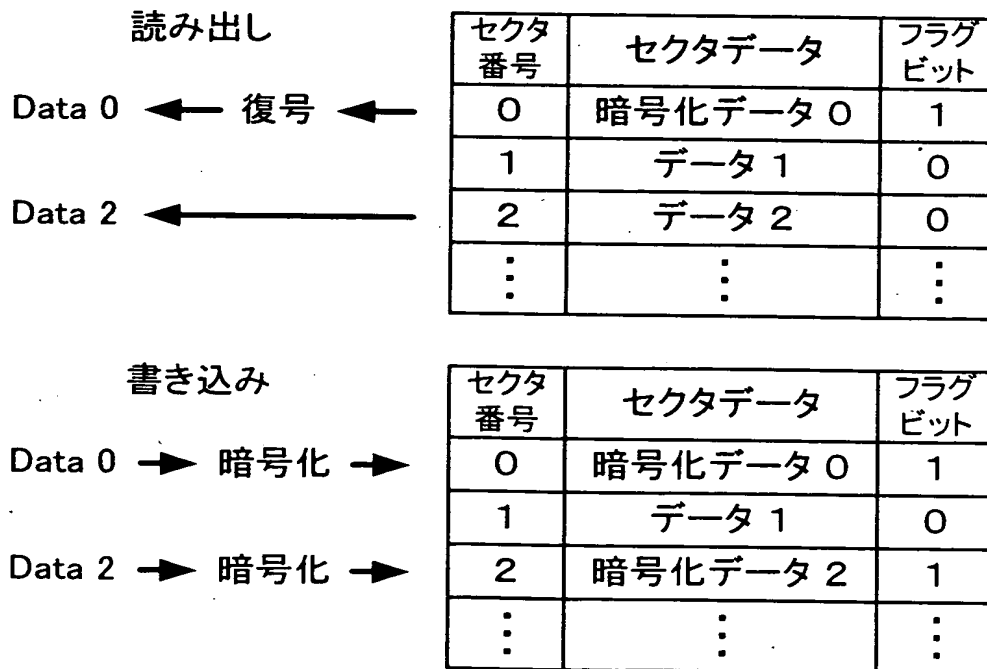 読み出し
セクタ番号 セクタデータ フラグビット
Data 0 復号 0 暗号化データ 0 1
1 データ 1 0
Data 2 2 データ 2 0
⋮ ⋮ ⋮
書き込み
セクタ番号 セクタデータ フラグビット
Data 0 暗号化 0 暗号化データ 0 1
1 データ 1 0
Data 2 暗号化 2 暗号化データ 2 1
⋮ ⋮ ⋮